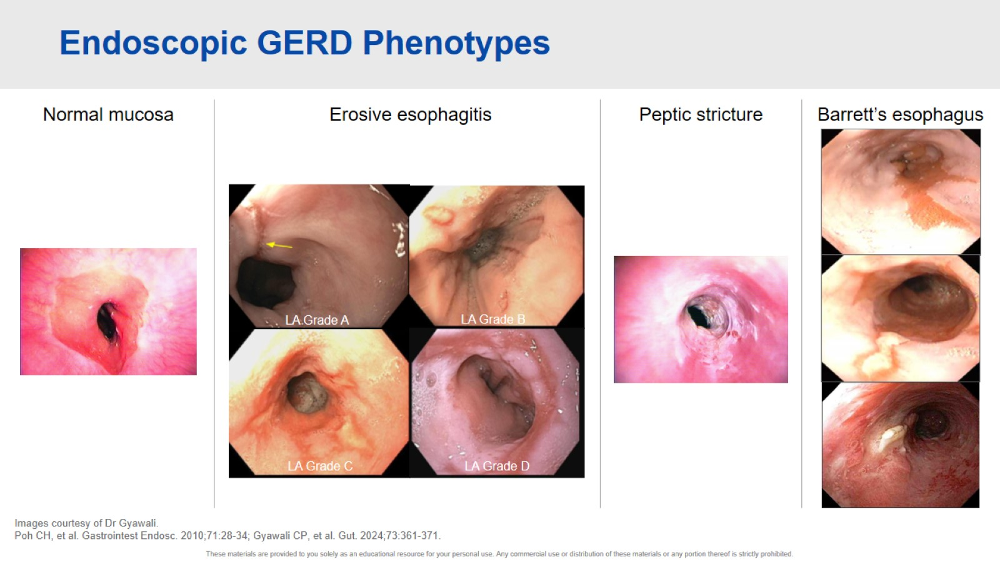 Endoscopic GERD Phenotypes
Normal mucosa
Erosive esophagitis
Peptic stricture
Barrett’s esophagus
LA Grade A
LA Grade B
LA Grade C
LA Grade D
Images courtesy of Dr Gyawali.
Poh CH, et al. Gastrointest Endosc. 2010;71:28-34; Gyawali CP, et al. Gut. 2024;73:361-371.
These materials are provided to you solely as an educational resource for your personal use. Any commercial use or distribution of these materials or any portion thereof is strictly prohibited.